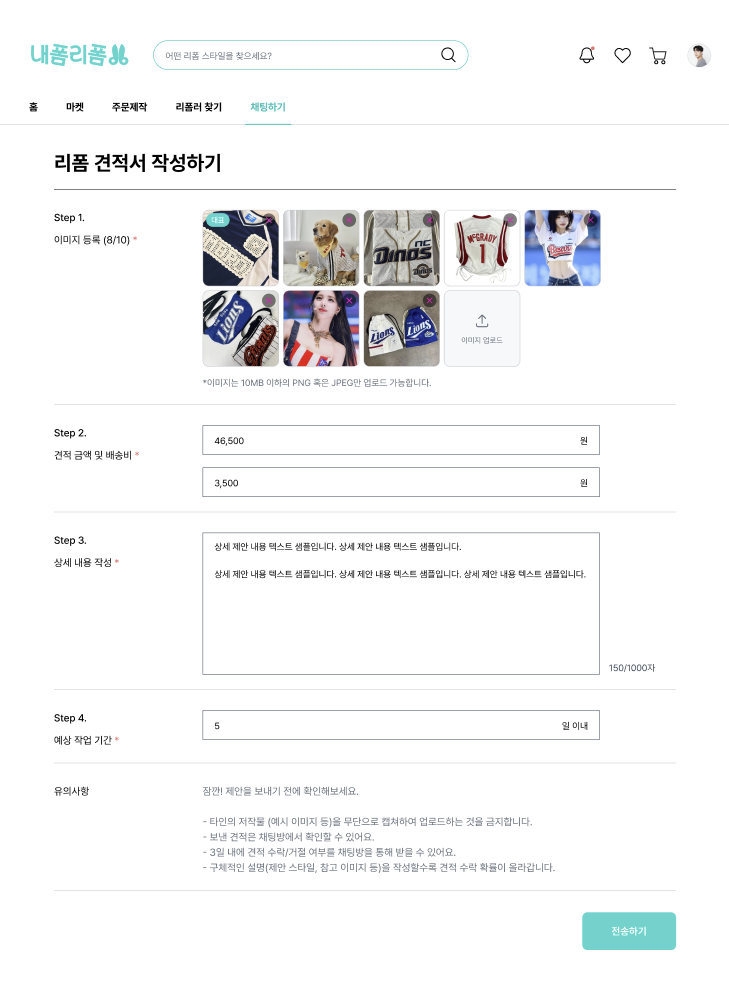 내폼리폼
어떤 리폼 스타일을 찾으세요?
홈 마켓 주문제작 리폼러 찾기 채팅하기
리폼 견적서 작성하기
Step 1.
이미지 등록 (8/10) *
대표
NC
Dinos
Dinos
McGRADY
1
Lions
Lions
Lions
이미지 업로드
*이미지는 10MB 이하의 PNG 혹은 JPEG만 업로드 가능합니다.
Step 2.
견적 금액 및 배송비 *
46,500 원
3,500 원
Step 3.
상세 내용 작성 *
상세 제안 내용 텍스트 샘플입니다. 상세 제안 내용 텍스트 샘플입니다.
상세 제안 내용 텍스트 샘플입니다. 상세 제안 내용 텍스트 샘플입니다. 상세 제안 내용 텍스트 샘플입니다.
150/1000자
Step 4.
예상 작업 기간 *
5 일 이내
유의사항
잠깐! 제안을 보내기 전에 확인해보세요.
- 타인의 저작물 (예시 이미지 등)을 무단으로 캡쳐하여 업로드하는 것을 금지합니다.
- 보낸 견적은 채팅방에서 확인할 수 있어요.
- 3일 내에 견적 수락/거절 여부를 채팅방을 통해 받을 수 있어요.
- 구체적인 설명(제안 스타일, 참고 이미지 등)을 작성할수록 견적 수락 확률이 올라갑니다.
전송하기